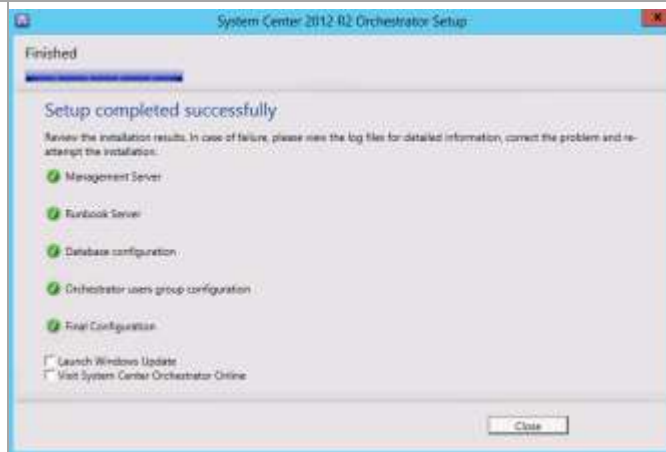 System Center 2012 R2 Orchestrator Setup
Finished
Setup completed successfully
Review the installation results. In case of failure, please view the log files for detailed information, correct the problem and re-
attempt the installation.
Management Server
Runbook Server
Database configuration
Orchestrator users group configuration
Final Configuration
Launch Windows Update
Visit System Center Orchestrator Online
Close